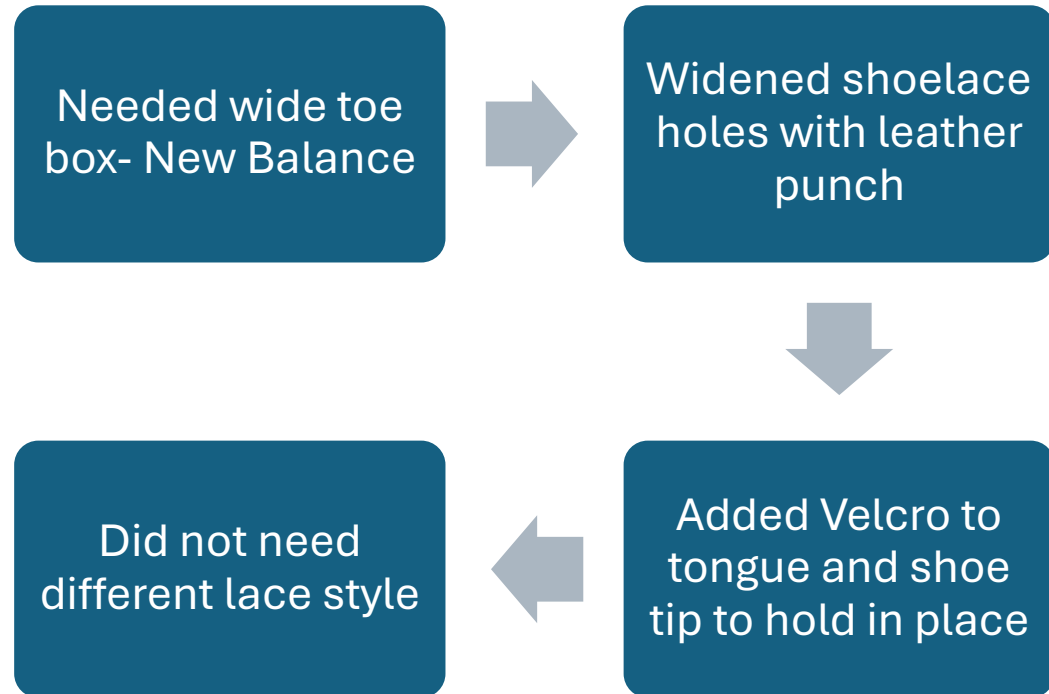 Needed wide toe
box- New Balance
Widened shoelace
holes with leather
punch
Added Velcro to
tongue and shoe
tip to hold in place
Did not need
different lace style